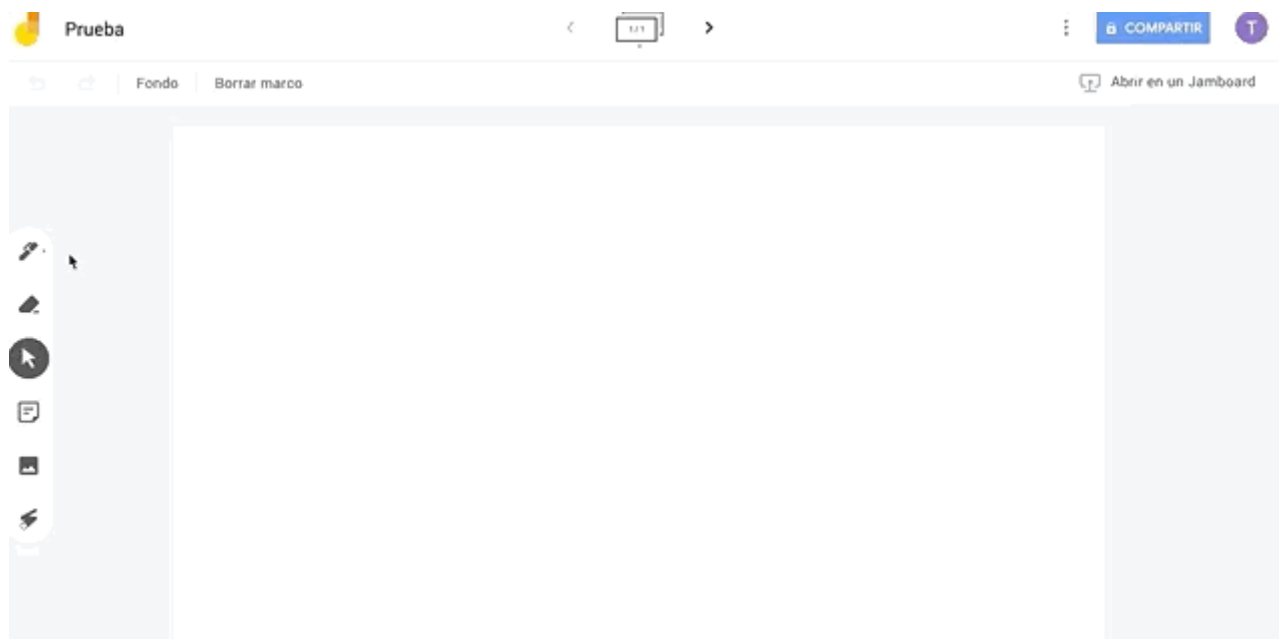 Prueba
1/1
COMPARTIR
T
Fondo
Borrar marco
Abrir en un Jamboard